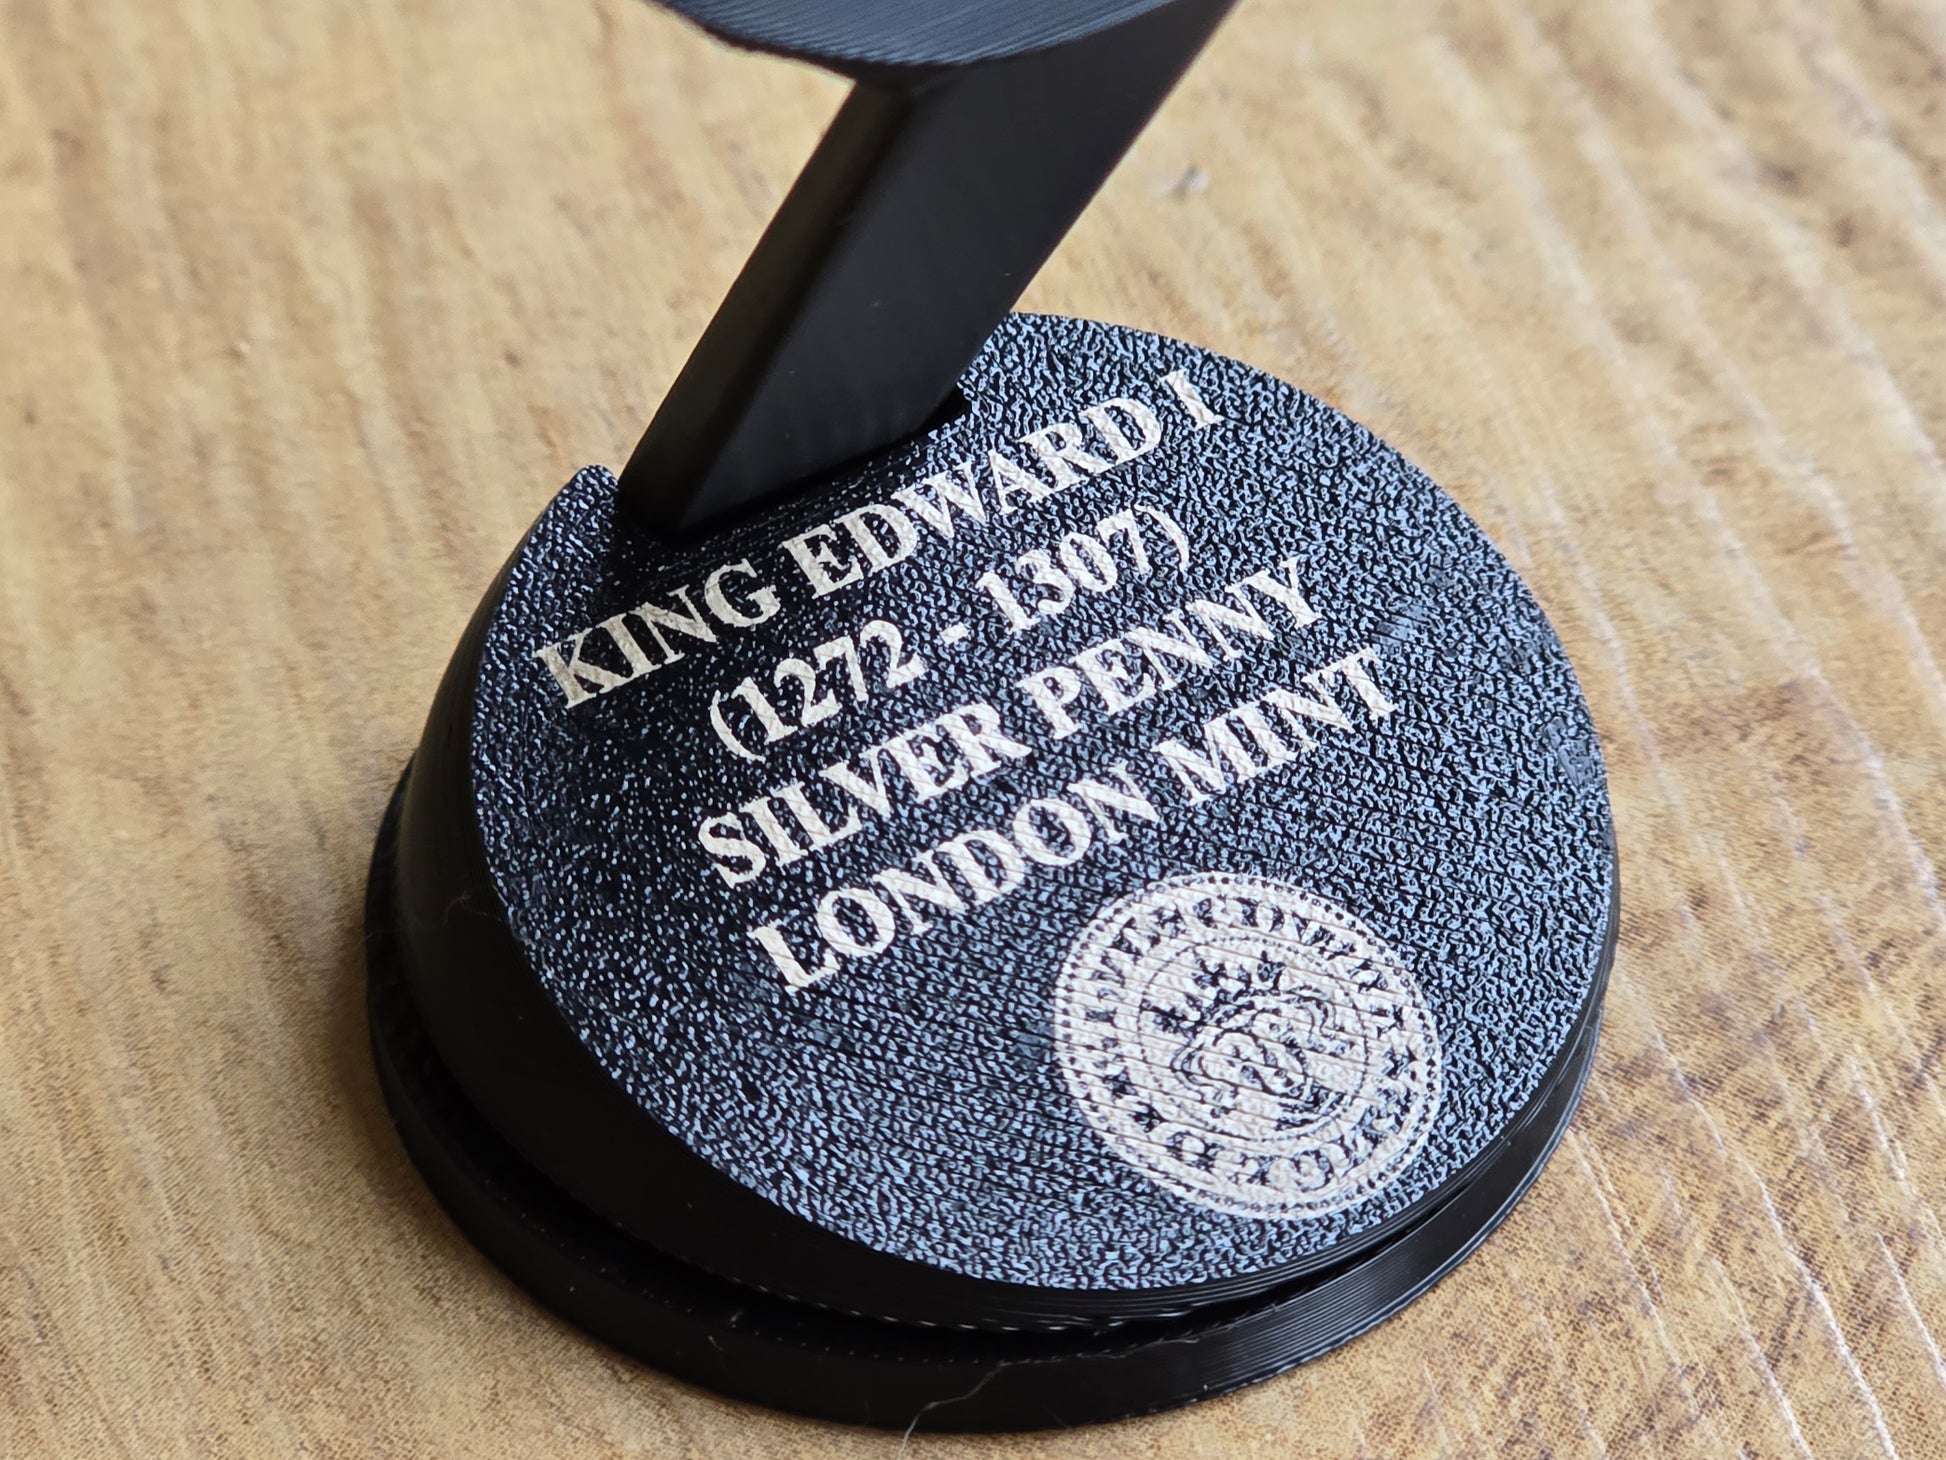 KING EDWARD I
(1272 - 1307)
SILVER PENNY
LONDON MINT